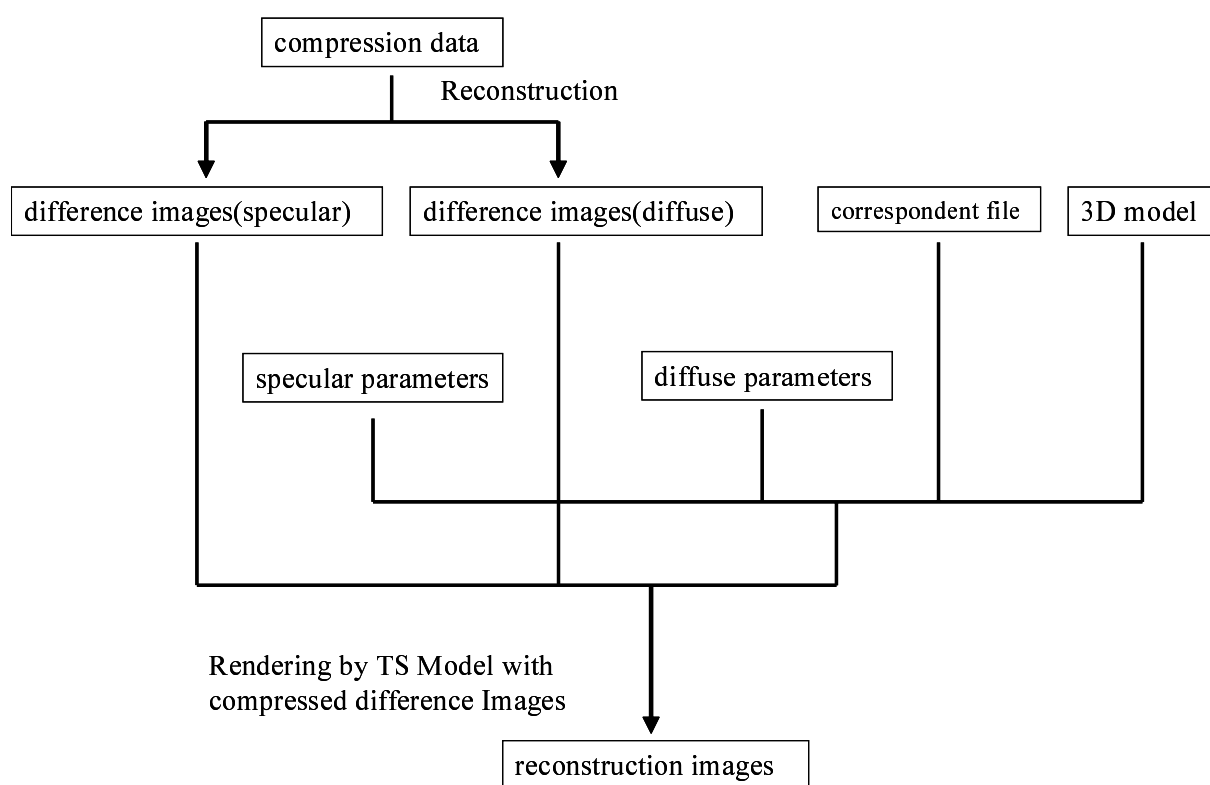 compression data
Reconstruction
difference images(specular)
difference images(diffuse)
correspondent file
3D model
specular parameters
diffuse parameters
Rendering by TS Model with
compressed difference Images
reconstruction images